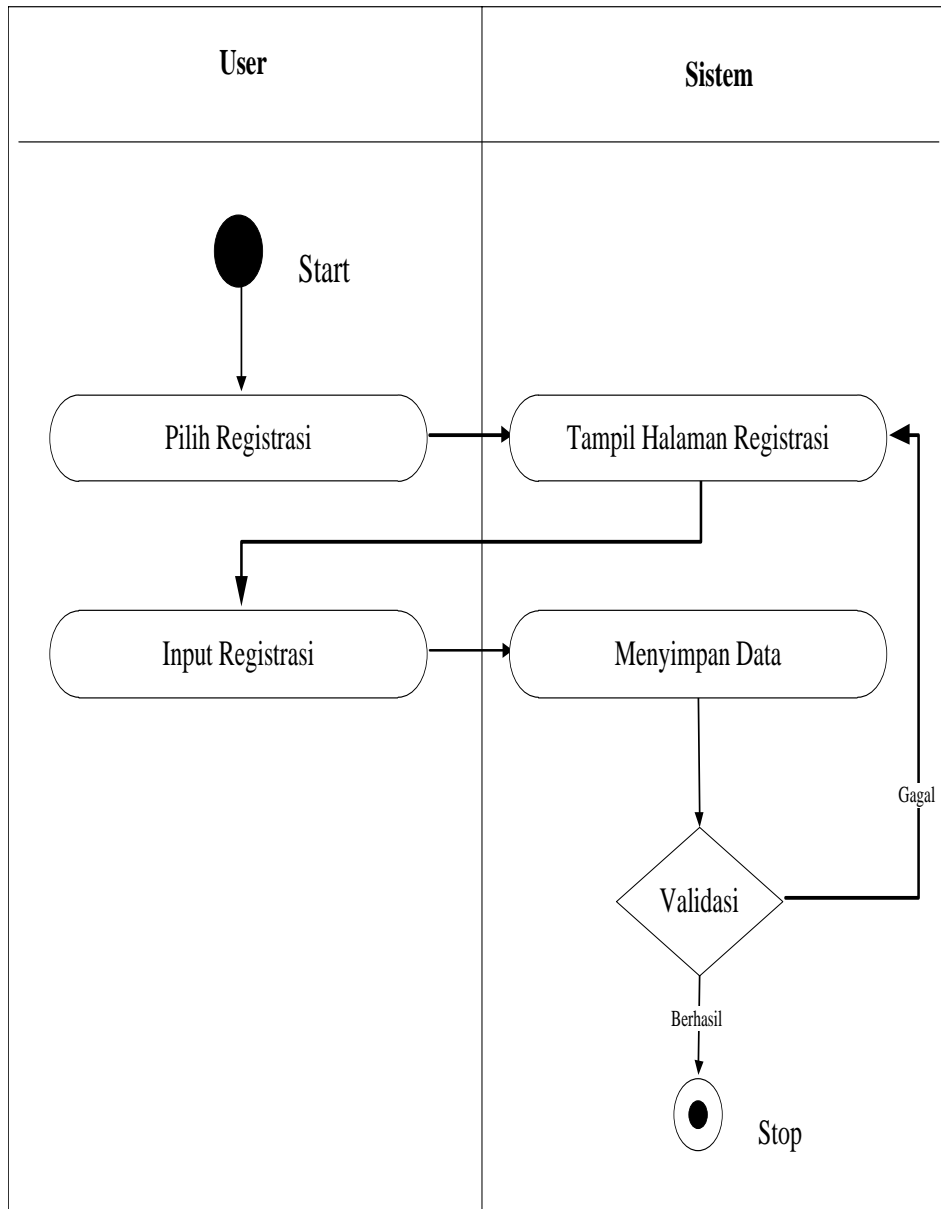 User
Sistem
Start
Pilih Registrasi
Tampil Halaman Registrasi
Input Registrasi
Menyimpan Data
Gagal
Validasi
Berhasil
Stop